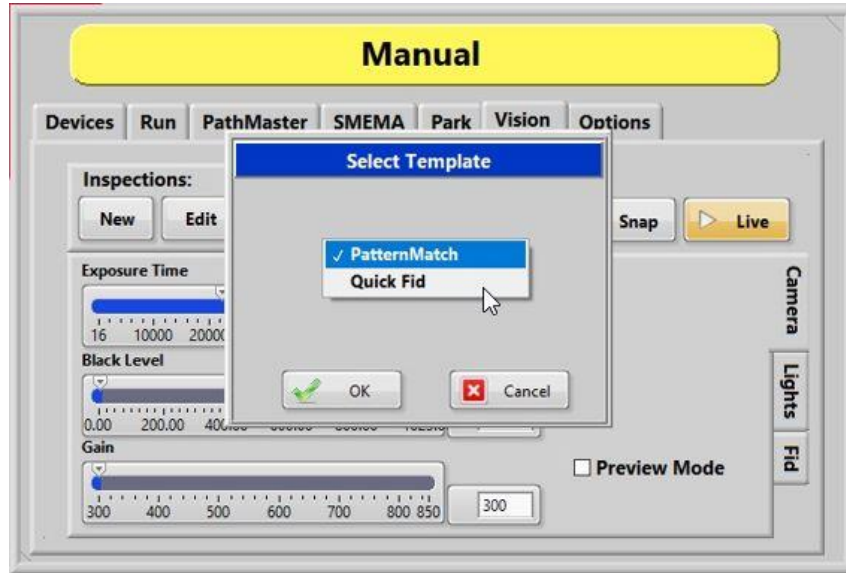 Manual
Devices Run PathMaster SMEMA Park Vision Options
Select Template
Inspections:
New Edit Snap Live
✓ PatternMatch
Quick Fid
Exposure Time
16 10000
Black Level
OK Cancel
0.00 200.00
Gain
Preview Mode
300 400 500 600 700 800 850 300
Camera
Lights
Fid